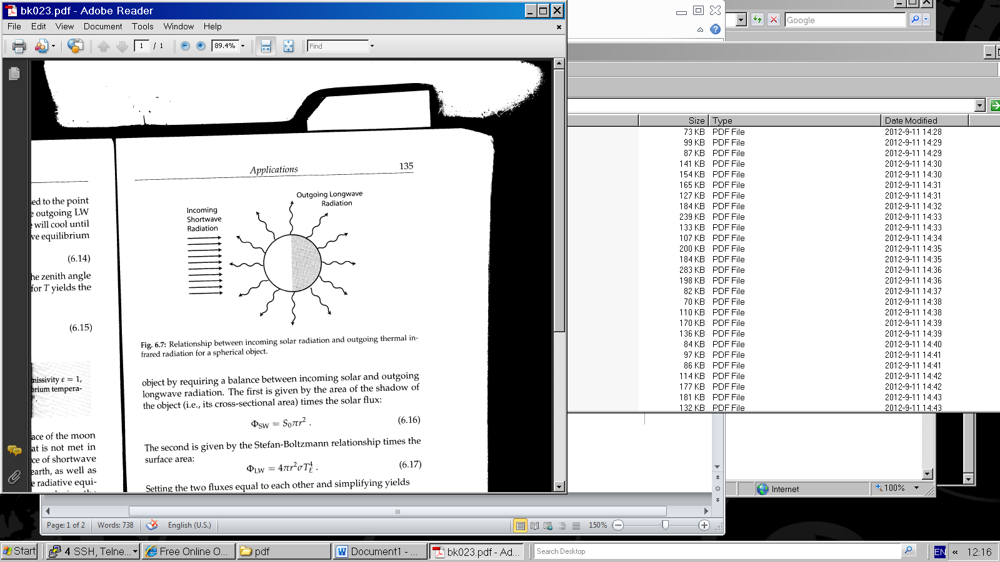 bk023.pdf - Adobe Reader
File Edit View Document Tools Window Help
1 / 1 89.4% Find
Applications 135
Outgoing Longwave
Radiation
Incoming
Shortwave
Radiation
Fig. 6.7: Relationship between incoming solar radiation and outgoing thermal in-
frared radiation for a spherical object.
object by requiring a balance between incoming solar and outgoing
longwave radiation. The first is given by the area of the shadow of
the object (i.e., its cross-sectional area) times the solar flux:
Φ_SW = S₀πr² . (6.16)
The second is given by the Stefan-Boltzmann relationship times the
surface area:
Φ_LW = 4πr²σT_E⁴ . (6.17)
Setting the two fluxes equal to each other and simplifying yields
ed to the point
outgoing LW
will cool until
ve equilibrium
(6.14)
he zenith angle
for T yields the
(6.15)
missivity ε = 1,
brium tempera-
ace of the moon
at is not met in
ce of shortwave
earth, as well as
e radiative equi-
Google
Size Type Date Modified
73 KB PDF File 2012-9-11 14:28
99 KB PDF File 2012-9-11 14:29
87 KB PDF File 2012-9-11 14:29
141 KB PDF File 2012-9-11 14:30
154 KB PDF File 2012-9-11 14:30
165 KB PDF File 2012-9-11 14:31
127 KB PDF File 2012-9-11 14:31
184 KB PDF File 2012-9-11 14:32
239 KB PDF File 2012-9-11 14:33
133 KB PDF File 2012-9-11 14:33
107 KB PDF File 2012-9-11 14:34
200 KB PDF File 2012-9-11 14:35
184 KB PDF File 2012-9-11 14:35
283 KB PDF File 2012-9-11 14:36
198 KB PDF File 2012-9-11 14:36
82 KB PDF File 2012-9-11 14:37
70 KB PDF File 2012-9-11 14:38
110 KB PDF File 2012-9-11 14:38
170 KB PDF File 2012-9-11 14:39
136 KB PDF File 2012-9-11 14:39
84 KB PDF File 2012-9-11 14:40
97 KB PDF File 2012-9-11 14:41
86 KB PDF File 2012-9-11 14:41
114 KB PDF File 2012-9-11 14:42
177 KB PDF File 2012-9-11 14:42
181 KB PDF File 2012-9-11 14:43
132 KB PDF File 2012-9-11 14:43
Internet 100%
Page: 1 of 2 Words: 738 English (U.S.) 150%
Start 4 SSH, Telne... Free Online O... pdf Document1 - ... bk023.pdf - Ad... Search Desktop EN « 12:16